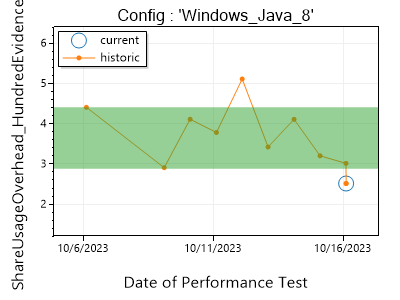 Config : 'Windows_Java_8'
ShareUsageOverhead_HundredEvidence
current
historic
6
5
4
3
2
10/6/2023
10/11/2023
10/16/2023
Date of Performance Test